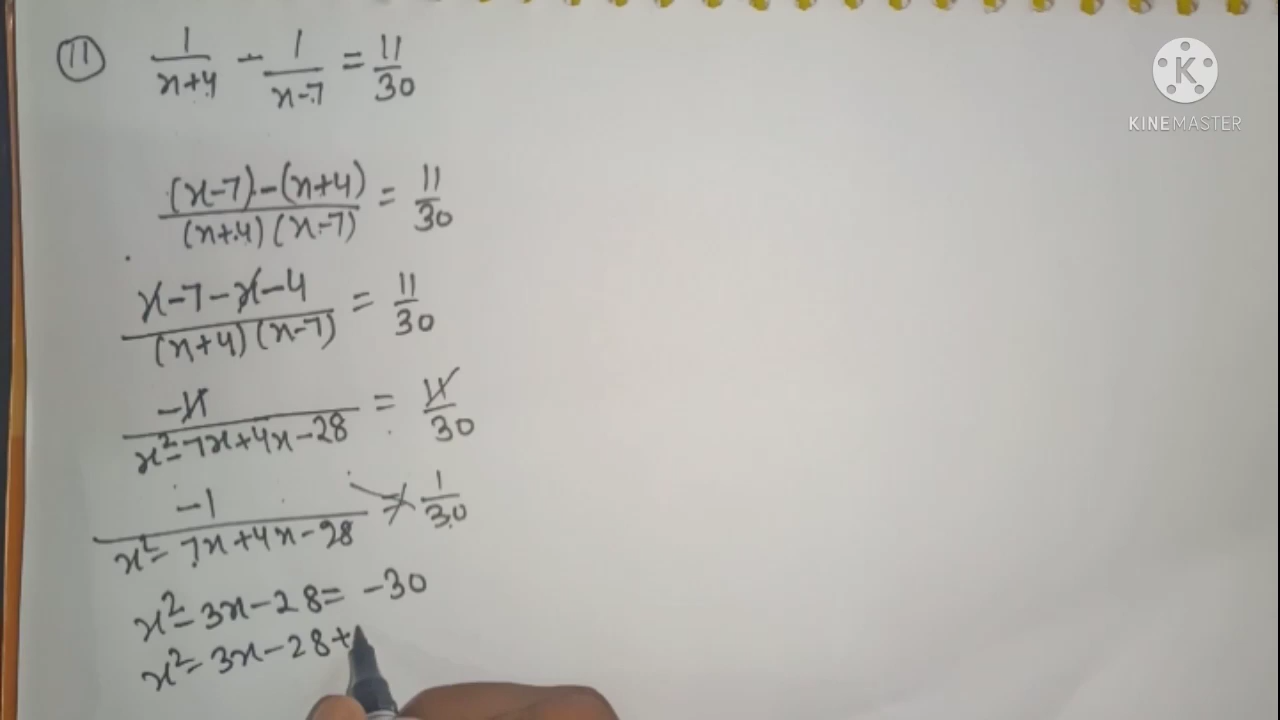 (11) 1/(x+4) - 1/(x-7) = 11/30
K
KINEMASTER
((x-7)-(x+4))/((x+4)(x-7)) = 11/30
(x-7-x-4)/((x+4)(x-7)) = 11/30
-11/(x²-7x+4x-28) = 11/30
-1/(x²-7x+4x-28) = 1/30
x²-3x-28 = -30
x²-3x-28+